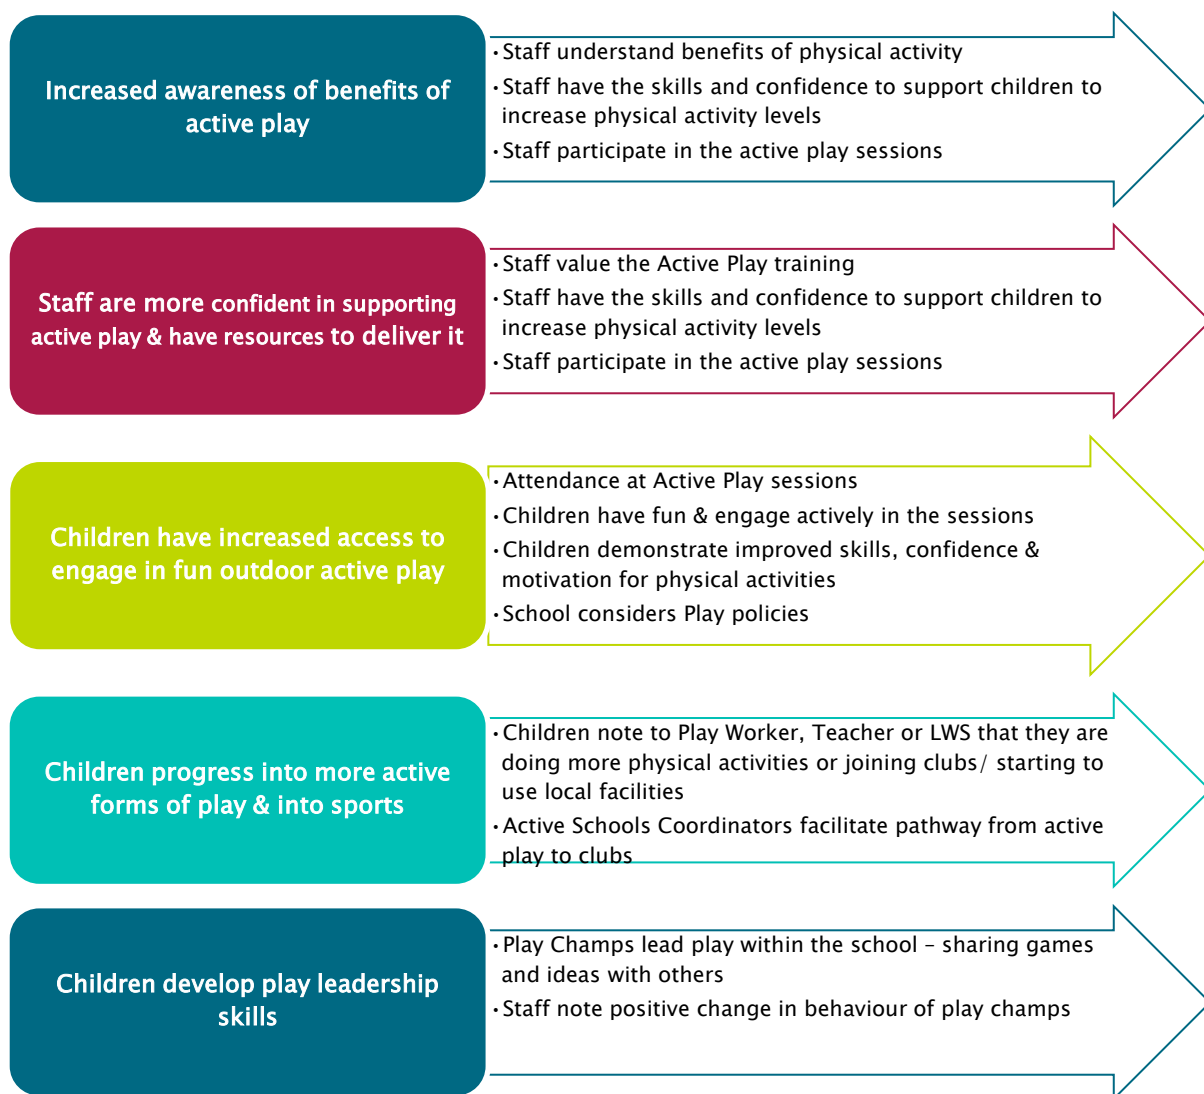 Increased awareness of benefits of
active play
·Staff understand benefits of physical activity
·Staff have the skills and confidence to support children to
increase physical activity levels
·Staff participate in the active play sessions
Staff are more confident in supporting
active play & have resources to deliver it
·Staff value the Active Play training
·Staff have the skills and confidence to support children to
increase physical activity levels
·Staff participate in the active play sessions
Children have increased access to
engage in fun outdoor active play
·Attendance at Active Play sessions
·Children have fun & engage actively in the sessions
·Children demonstrate improved skills, confidence &
motivation for physical activities
·School considers Play policies
Children progress into more active
forms of play & into sports
·Children note to Play Worker, Teacher or LWS that they are
doing more physical activities or joining clubs/ starting to
use local facilities
·Active Schools Coordinators facilitate pathway from active
play to clubs
Children develop play leadership
skills
·Play Champs lead play within the school – sharing games
and ideas with others
·Staff note positive change in behaviour of play champs